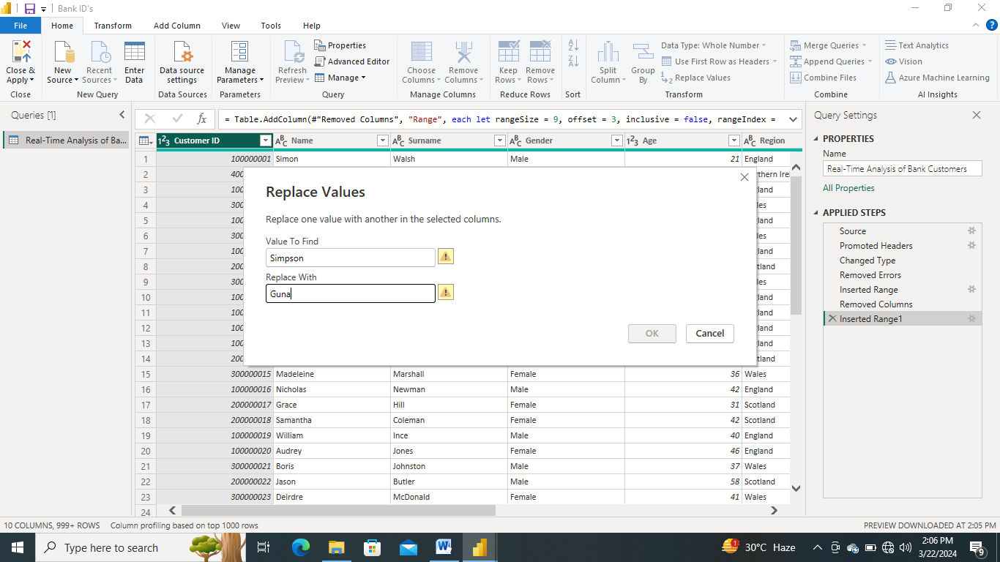 Bank ID's
File Home Transform Add Column View Tools Help
Close & Apply
New Source
Recent Sources
Enter Data
Data source settings
Manage Parameters
Refresh Preview
Properties
Advanced Editor
Manage
Choose Columns
Remove Columns
Keep Rows
Remove Rows
Split Column
Group By
Data Type: Whole Number
Use First Row as Headers
Replace Values
Merge Queries
Append Queries
Combine Files
Text Analytics
Vision
Azure Machine Learning
Close New Query Data Sources Parameters Query Manage Columns Reduce Rows Sort Transform Combine AI Insights
Queries [1]
Real-Time Analysis of Ba...
fx = Table.AddColumn(#"Removed Columns", "Range", each let rangeSize = 9, offset = 3, inclusive = false, rangeIndex =
Customer ID Name Surname Gender Age Region
1 100000001 Simon Walsh Male 21 England
2 400 rthern Irel
3 100 gland
4 300 les
5 100 gland
6 300 les
7 100 gland
8 200 otland
9 300 les
10 100 gland
11 100 gland
12 100 gland
13 100 gland
14 200 otland
15 300000015 Madeleine Marshall Female 36 Wales
16 100000016 Nicholas Newman Male 42 England
17 200000017 Grace Hill Female 31 Scotland
18 200000018 Samantha Coleman Female 42 Scotland
19 100000019 William Ince Male 40 England
20 100000020 Audrey Jones Female 46 England
21 300000021 Boris Johnston Male 37 Wales
22 200000022 Jason Butler Male 58 Scotland
23 300000023 Deirdre McDonald Female 41 Wales
24
Replace Values
Replace one value with another in the selected columns.
Value To Find
Simpson
Replace With
Guna
OK Cancel
Query Settings
PROPERTIES
Name
Real-Time Analysis of Bank Customers
All Properties
APPLIED STEPS
Source
Promoted Headers
Changed Type
Removed Errors
Inserted Range
Removed Columns
Inserted Range1
10 COLUMNS, 999+ ROWS Column profiling based on top 1000 rows PREVIEW DOWNLOADED AT 2:05 PM
Type here to search
30°C Haze
2:06 PM
3/22/2024
9